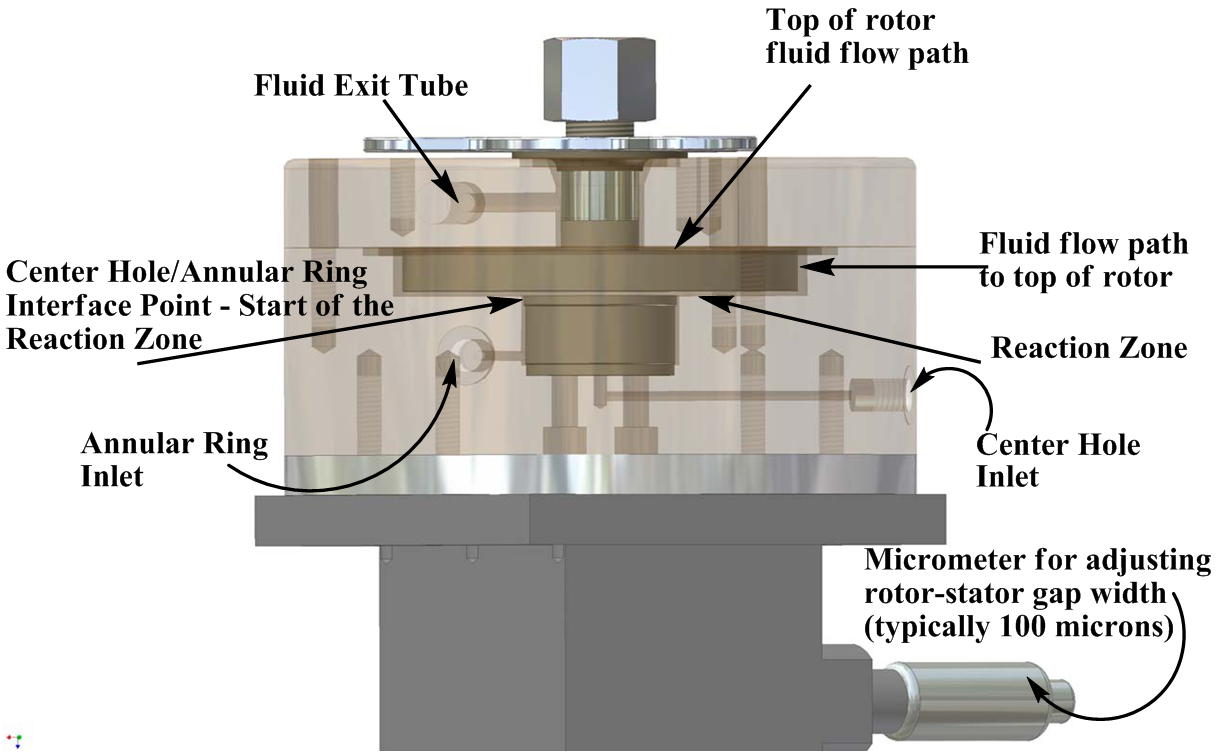 Top of rotor
fluid flow path
Fluid Exit Tube
Fluid flow path
to top of rotor
Center Hole/Annular Ring
Interface Point - Start of the
Reaction Zone
Reaction Zone
Annular Ring
Inlet
Center Hole
Inlet
Micrometer for adjusting
rotor-stator gap width
(typically 100 microns)